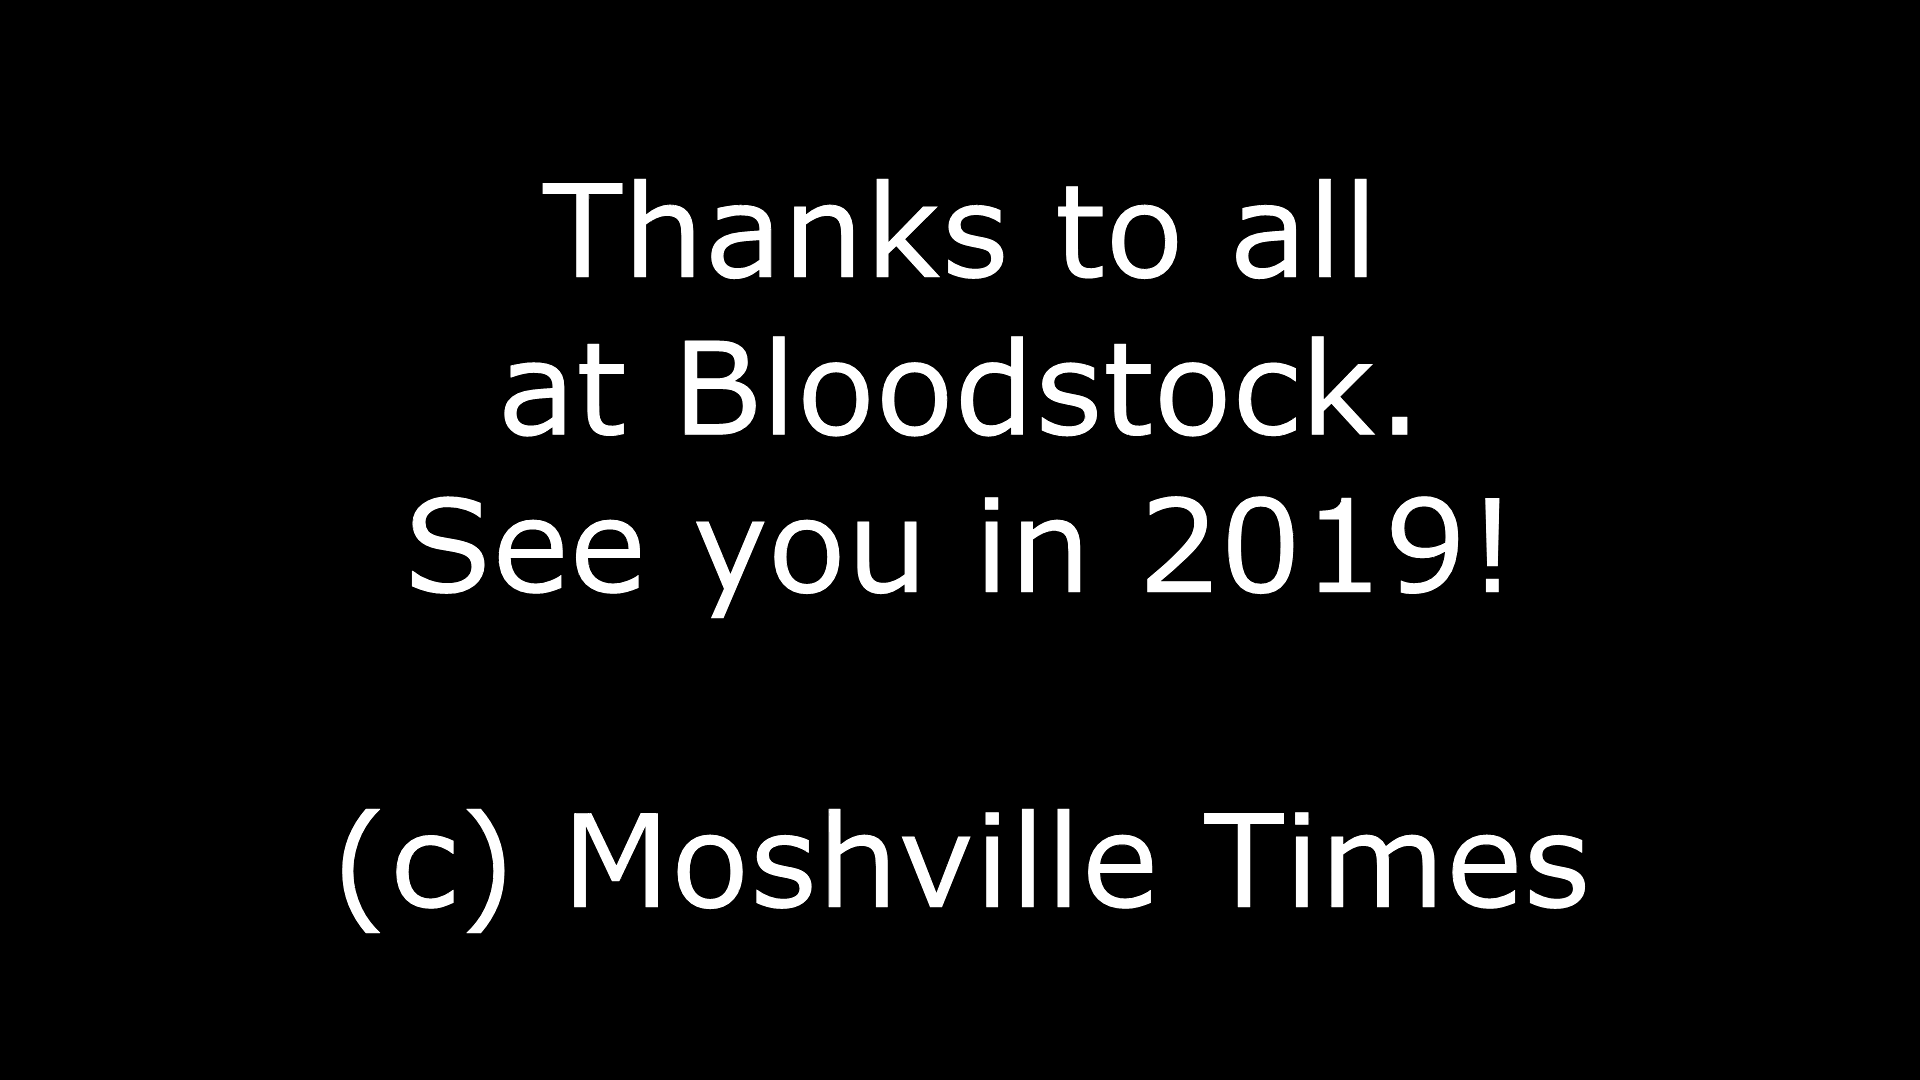 Thanks to all
at Bloodstock.
See you in 2019!
(c) Moshville Times